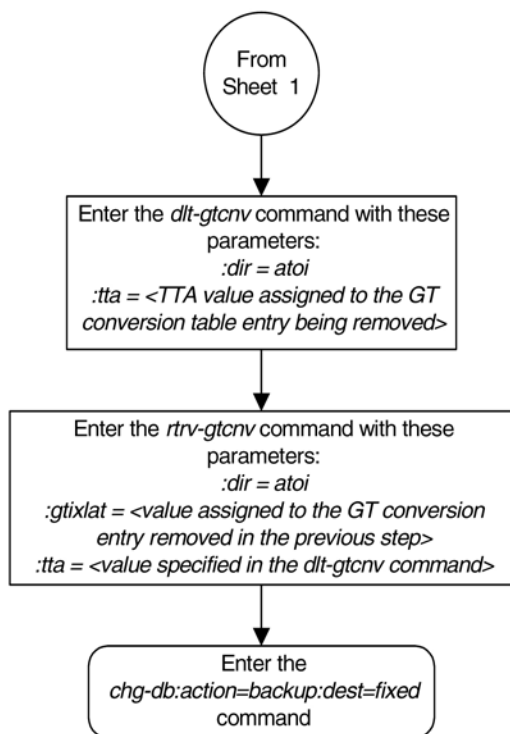 From
Sheet 1
Enter the dlt-gtcnv command with these
parameters:
:dir = atoi
:tta = <TTA value assigned to the GT
conversion table entry being removed>
Enter the rtrv-gtcnv command with these
parameters:
:dir = atoi
:gtixlat = <value assigned to the GT conversion
entry removed in the previous step>
:tta = <value specified in the dlt-gtcnv command>
Enter the
chg-db:action=backup:dest=fixed
command